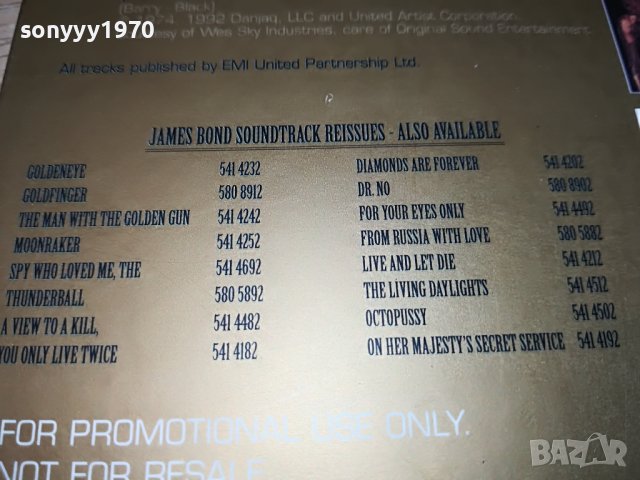 sonyyy1970
(Barry - Black)
1992 Danjaq, LLC and United Artist Corporation.
of Wes Sky Industries, care of Original Sound Entertainment
All tracks published by EMI United Partnership Ltd.
JAMES BOND SOUNDTRACK REISSUES - ALSO AVAILABLE
GOLDENEYE 541 4232
GOLDFINGER 580 8912
THE MAN WITH THE GOLDEN GUN 541 4242
MOONRAKER 541 4252
SPY WHO LOVED ME, THE 541 4692
THUNDERBALL 580 5892
A VIEW TO A KILL, 541 4482
YOU ONLY LIVE TWICE 541 4182
DIAMONDS ARE FOREVER 541 4202
DR. NO 580 8902
FOR YOUR EYES ONLY 541 4492
FROM RUSSIA WITH LOVE 580 5882
LIVE AND LET DIE 541 4212
THE LIVING DAYLIGHTS 541 4512
OCTOPUSSY 541 4502
ON HER MAJESTY'S SECRET SERVICE 541 4192
FOR PROMOTIONAL USE ONLY.
NOT FOR RESALE
BAZAR